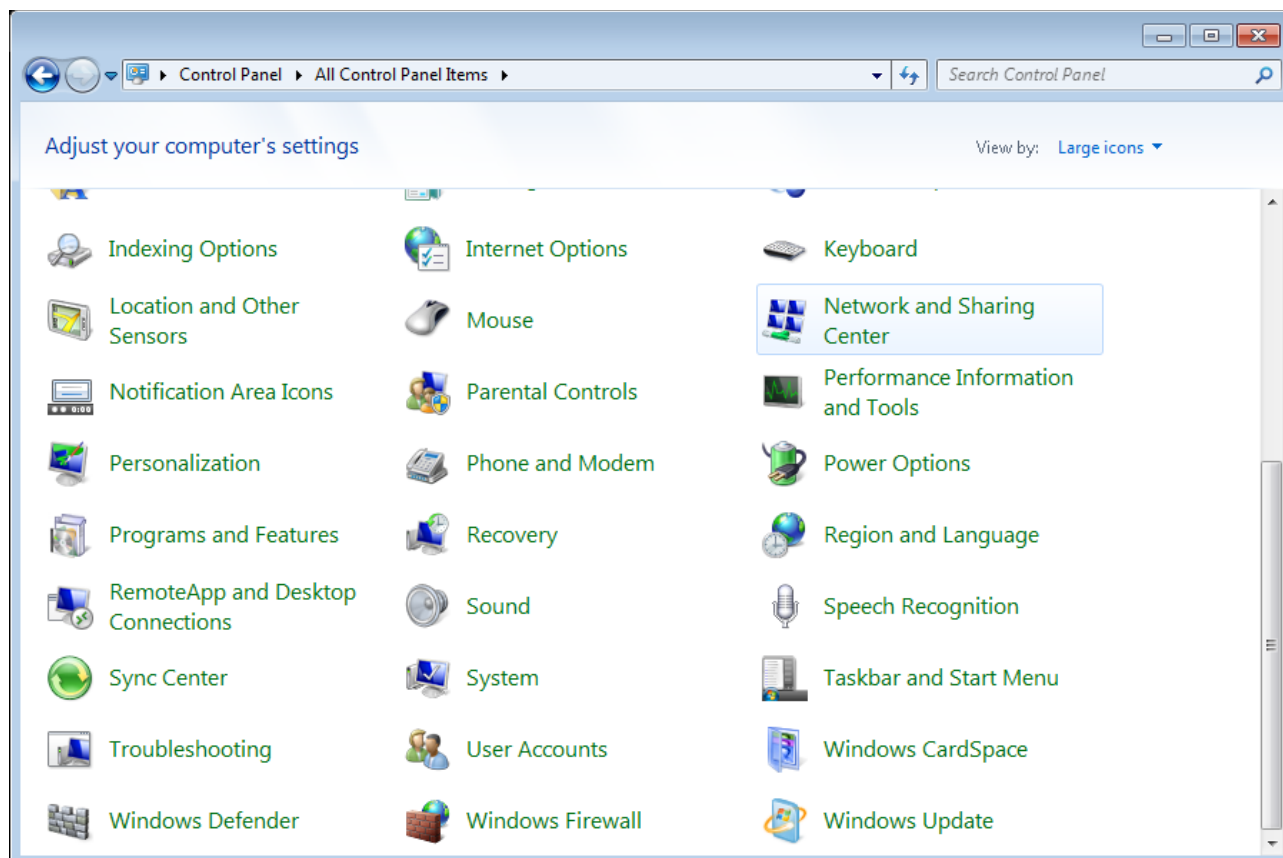 Control Panel All Control Panel Items
Search Control Panel
Adjust your computer's settings
View by: Large icons
Indexing Options
Internet Options
Keyboard
Location and Other
Sensors
Mouse
Network and Sharing
Center
Notification Area Icons
Parental Controls
Performance Information
and Tools
Personalization
Phone and Modem
Power Options
Programs and Features
Recovery
Region and Language
RemoteApp and Desktop
Connections
Sound
Speech Recognition
Sync Center
System
Taskbar and Start Menu
Troubleshooting
User Accounts
Windows CardSpace
Windows Defender
Windows Firewall
Windows Update